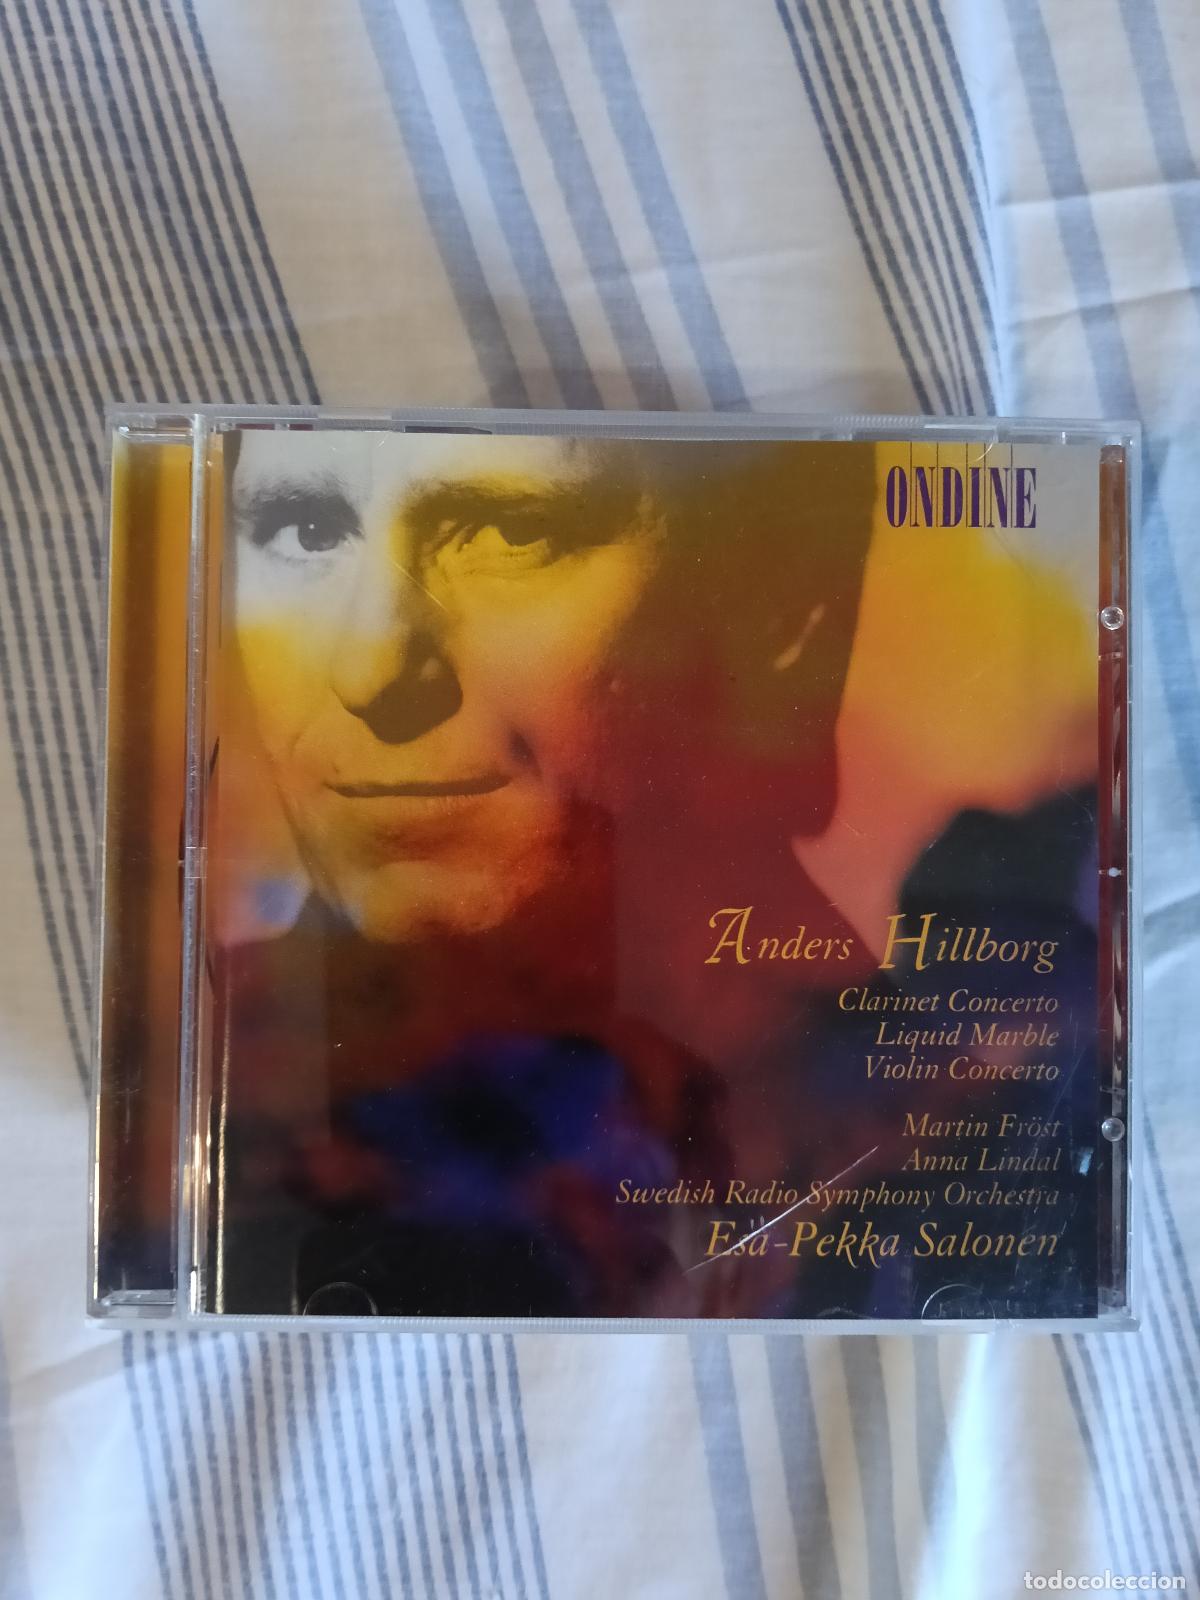 ONDINE
Anders Hillborg
Clarinet Concerto
Liquid Marble
Violin Concerto
Martin Fröst
Anna Lindal
Swedish Radio Symphony Orchestra
Esa-Pekka Salonen
todocoleccion